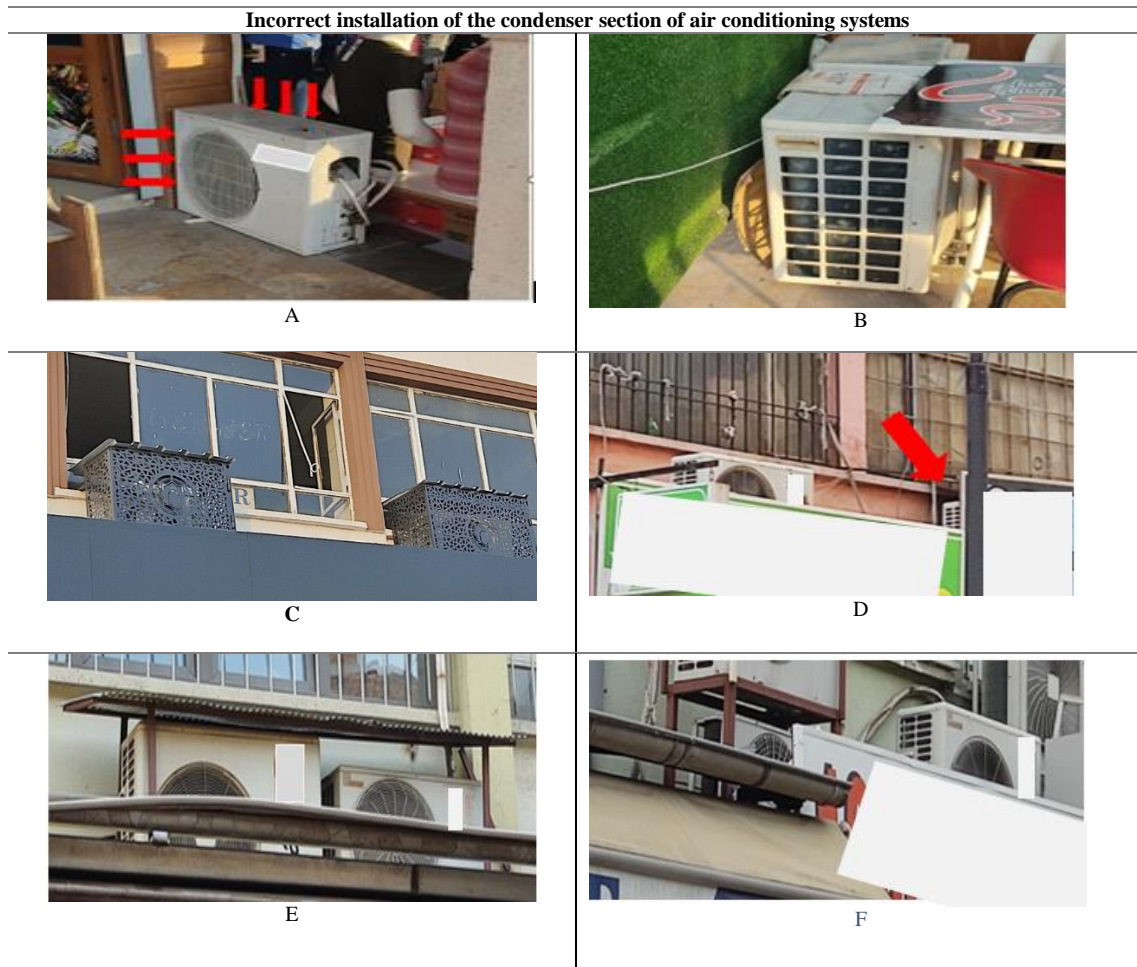 Incorrect installation of the condenser section of air conditioning systems
A
B
R
C
D
E
F